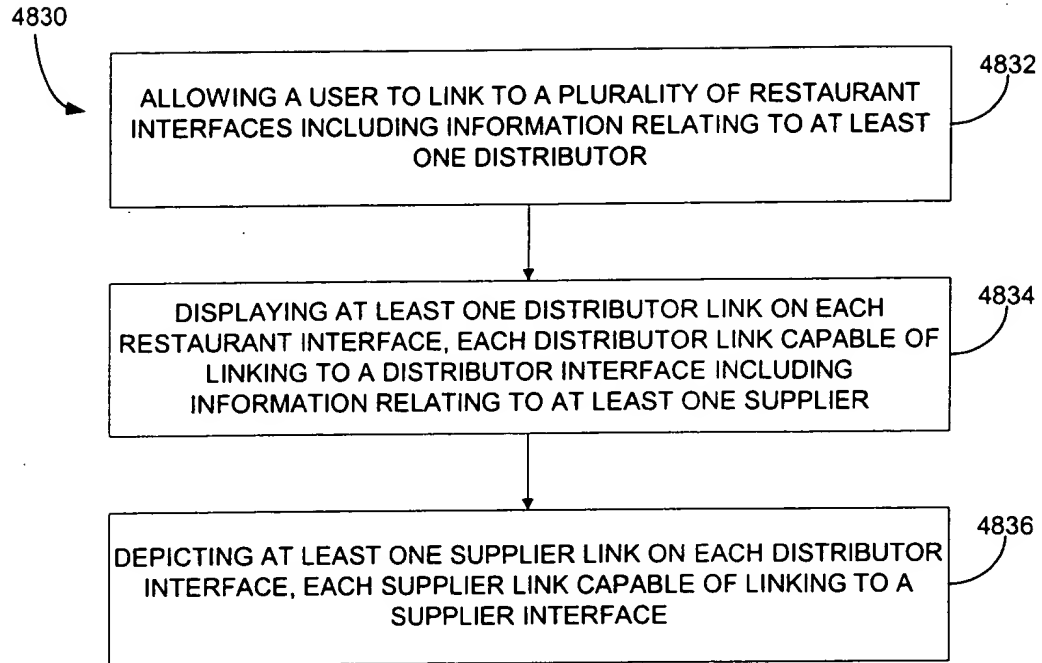 4830
4832
ALLOWING A USER TO LINK TO A PLURALITY OF RESTAURANT
INTERFACES INCLUDING INFORMATION RELATING TO AT LEAST
ONE DISTRIBUTOR
4834
DISPLAYING AT LEAST ONE DISTRIBUTOR LINK ON EACH
RESTAURANT INTERFACE, EACH DISTRIBUTOR LINK CAPABLE OF
LINKING TO A DISTRIBUTOR INTERFACE INCLUDING
INFORMATION RELATING TO AT LEAST ONE SUPPLIER
4836
DEPICTING AT LEAST ONE SUPPLIER LINK ON EACH DISTRIBUTOR
INTERFACE, EACH SUPPLIER LINK CAPABLE OF LINKING TO A
SUPPLIER INTERFACE